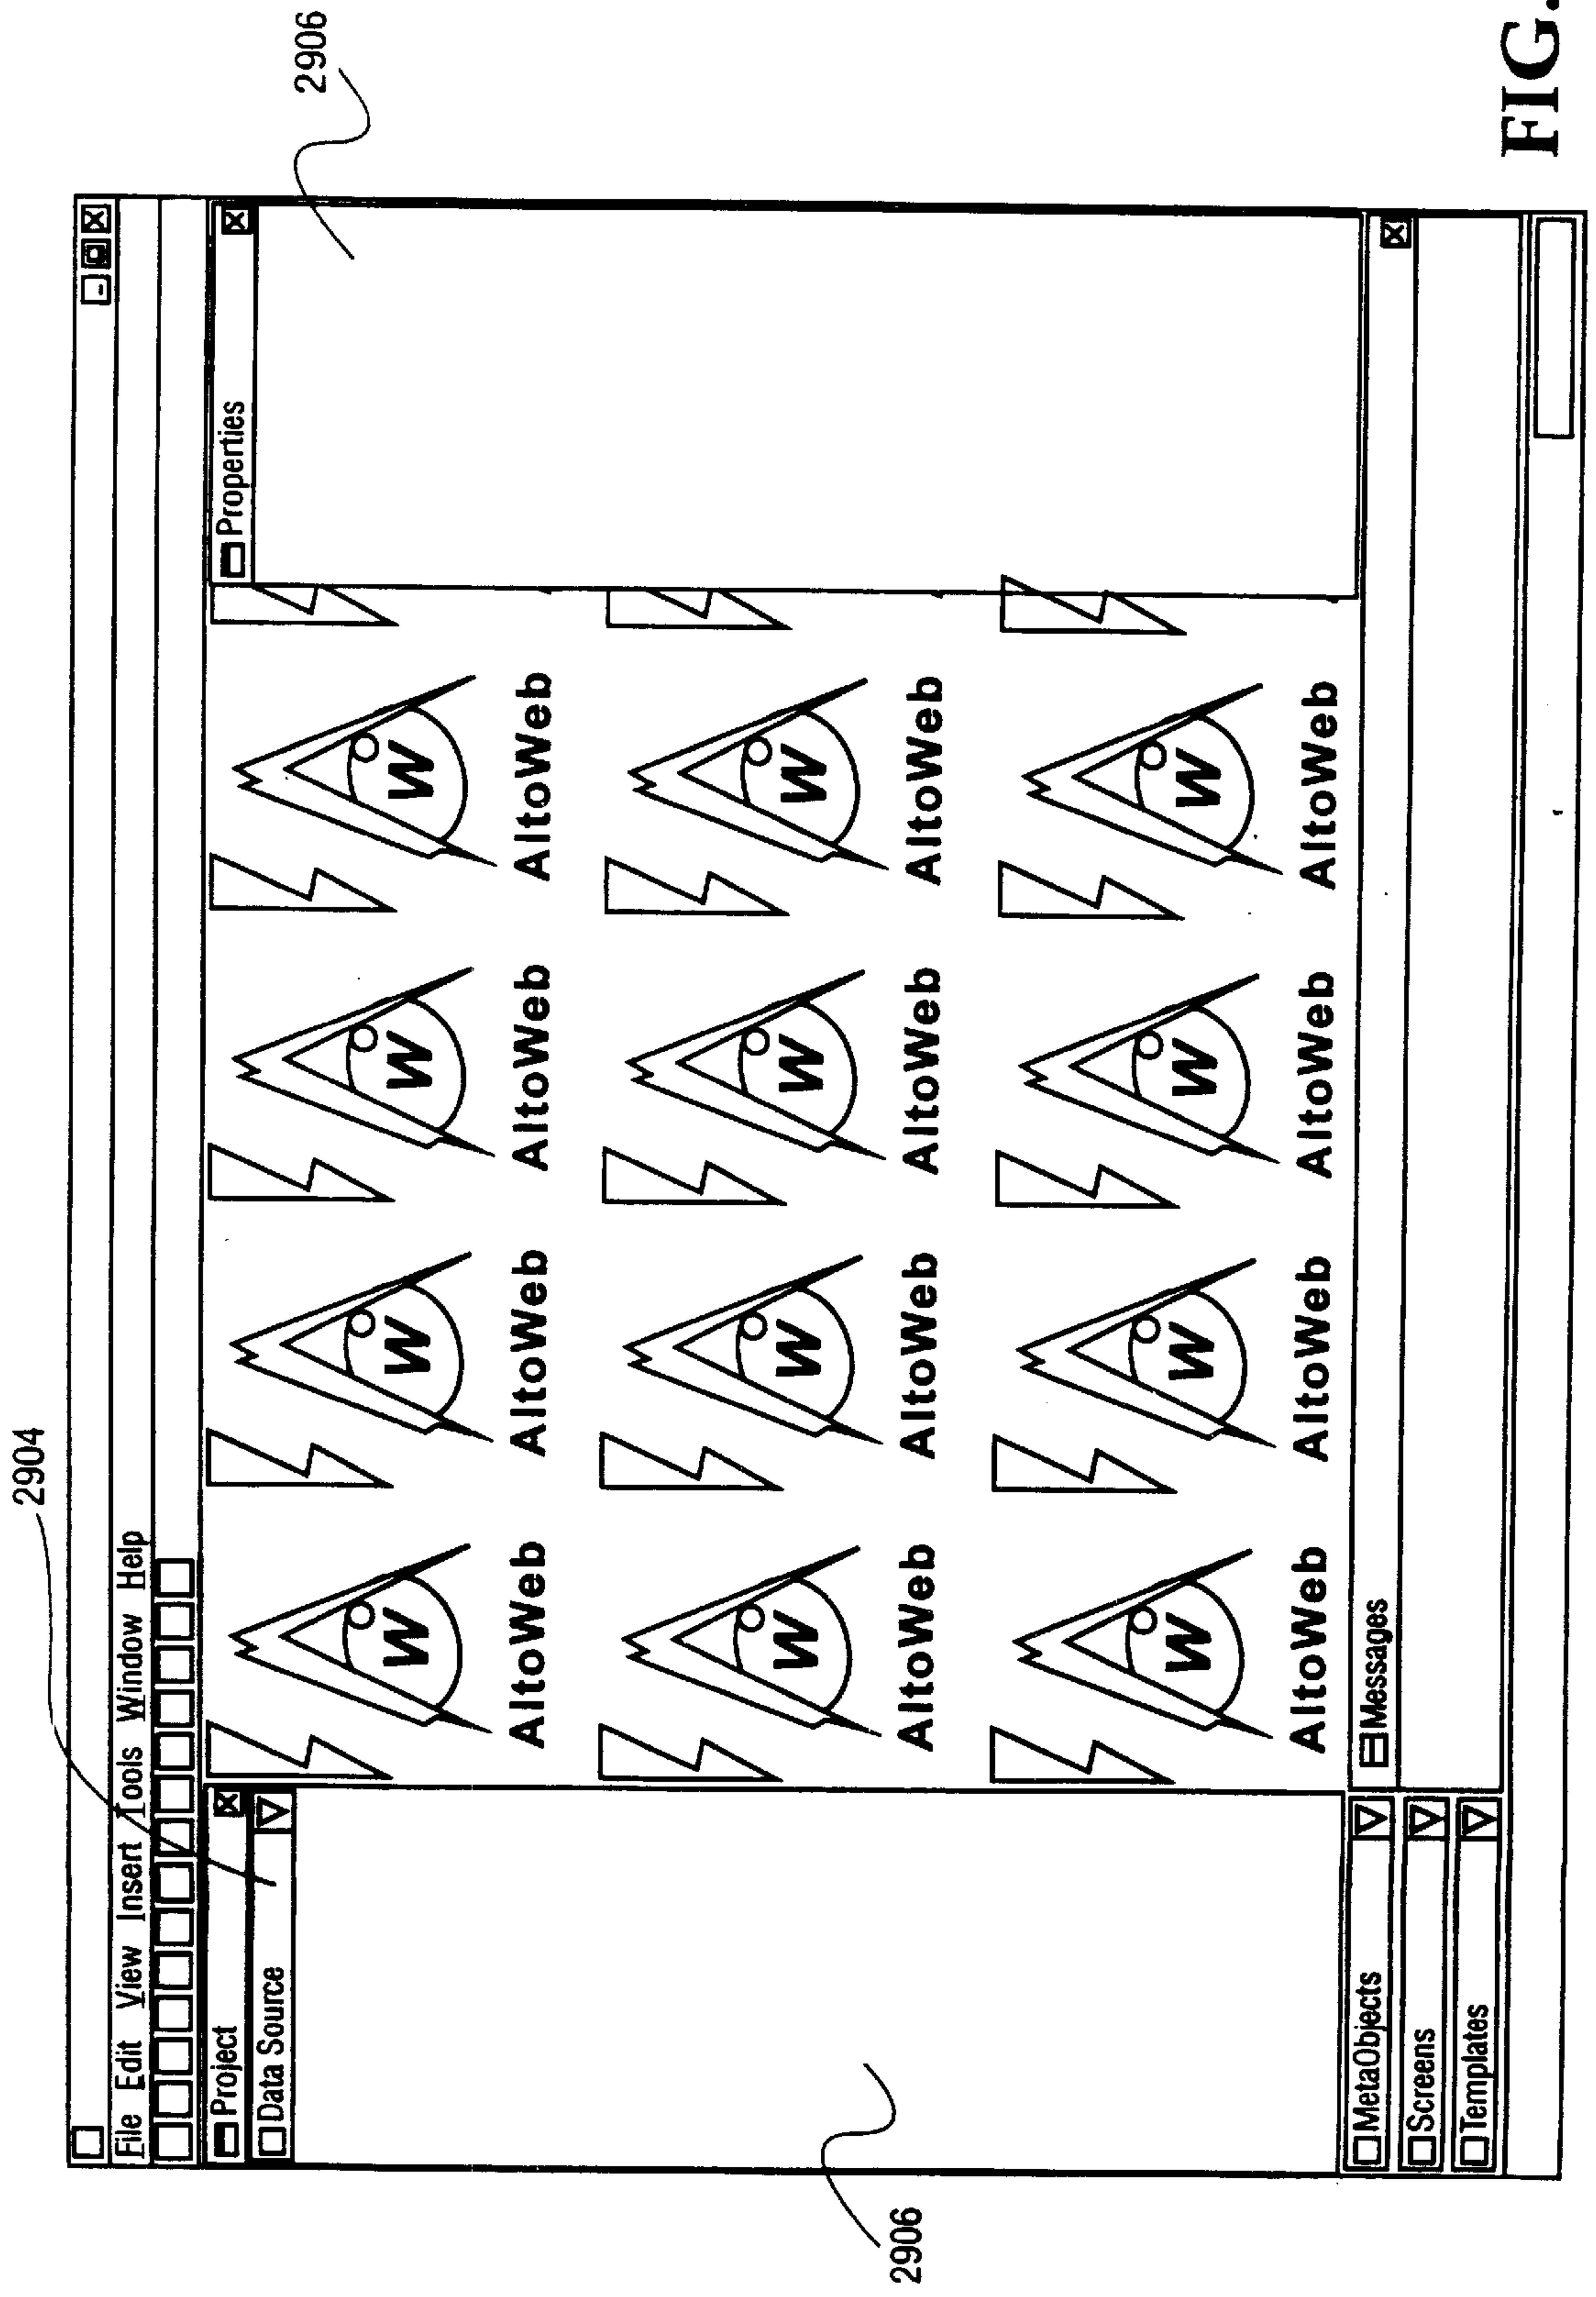 2904
2906
File Edit View Insert Tools Window Help
Project
Data Source
Properties
W W W W
AltoWeb AltoWeb AltoWeb AltoWeb
W W W W
AltoWeb AltoWeb AltoWeb AltoWeb
W W W W
AltoWeb AltoWeb AltoWeb AltoWeb
2906
MetaObjects
Messages
Screens
Templates
FIG.